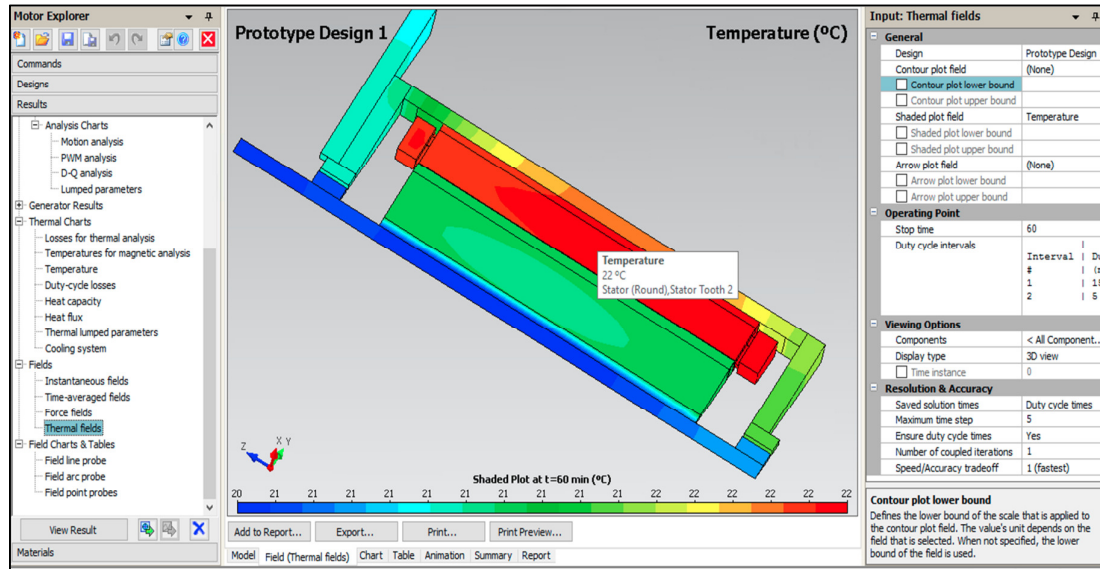 Motor Explorer
Commands
Designs
Results
Analysis Charts
Motion analysis
PWM analysis
D-Q analysis
Lumped parameters
Generator Results
Thermal Charts
Losses for thermal analysis
Temperatures for magnetic analysis
Temperature
Duty-cycle losses
Heat capacity
Heat flux
Thermal lumped parameters
Cooling system
Fields
Instantaneous fields
Time-averaged fields
Force fields
Thermal fields
Field Charts & Tables
Field line probe
Field arc probe
Field point probes
View Result
Materials
Prototype Design 1
Temperature (ºC)
Temperature
22 ºC
Stator (Round),Stator Tooth 2
X Y
Z
Shaded Plot at t=60 min (ºC)
20 21 21 21 21 21 21 21 21 22 22 22 22 22 22 22 22
Add to Report... Export... Print... Print Preview...
Model Field (Thermal fields) Chart Table Animation Summary Report
Input: Thermal fields
General
Design Prototype Design
Contour plot field (None)
Contour plot lower bound
Contour plot upper bound
Shaded plot field Temperature
Shaded plot lower bound
Shaded plot upper bound
Arrow plot field (None)
Arrow plot lower bound
Arrow plot upper bound
Operating Point
Stop time 60
Duty cycle intervals |
Interval | Du
# | (m
1 | 15
2 | 5
Viewing Options
Components < All Component...
Display type 3D view
Time instance 0
Resolution & Accuracy
Saved solution times Duty cycle times
Maximum time step 5
Ensure duty cycle times Yes
Number of coupled iterations 1
Speed/Accuracy tradeoff 1 (fastest)
Contour plot lower bound
Defines the lower bound of the scale that is applied to
the contour plot field. The value's unit depends on the
field that is selected. When not specified, the lower
bound of the field is used.